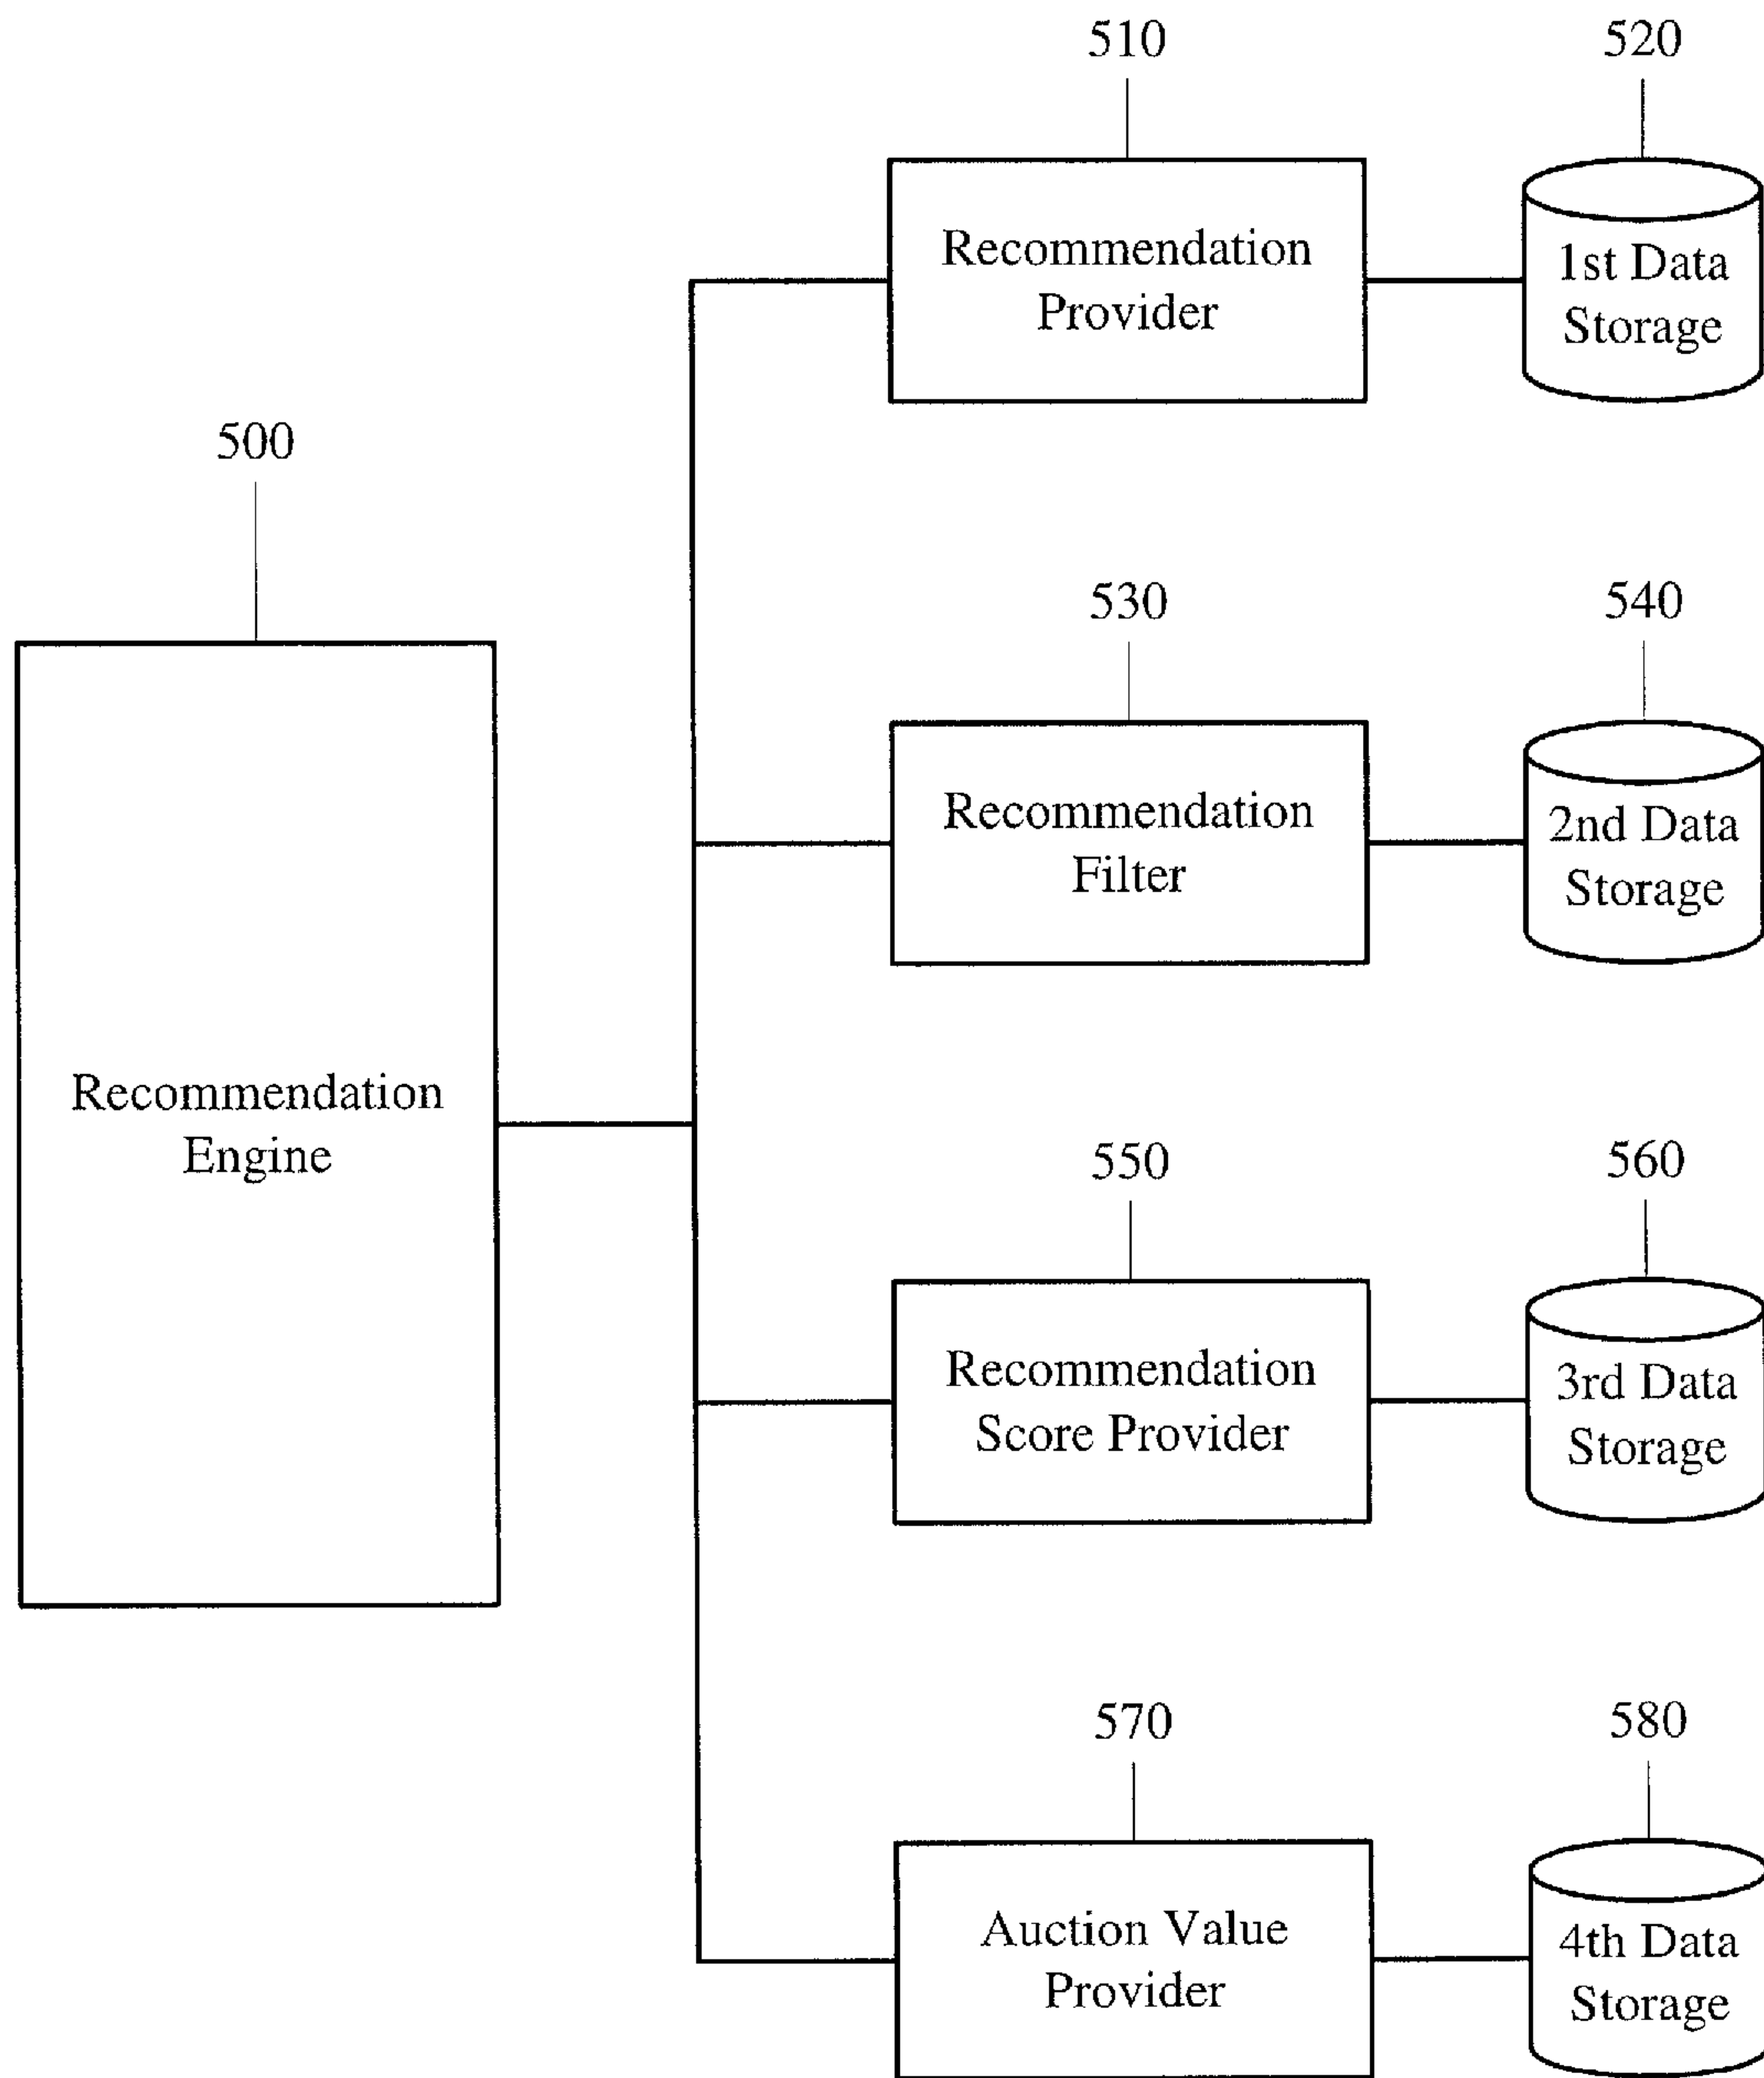 510
520
Recommendation
Provider
1st Data
Storage
500
530
540
Recommendation
Filter
2nd Data
Storage
Recommendation
Engine
550
560
Recommendation
Score Provider
3rd Data
Storage
570
580
Auction Value
Provider
4th Data
Storage